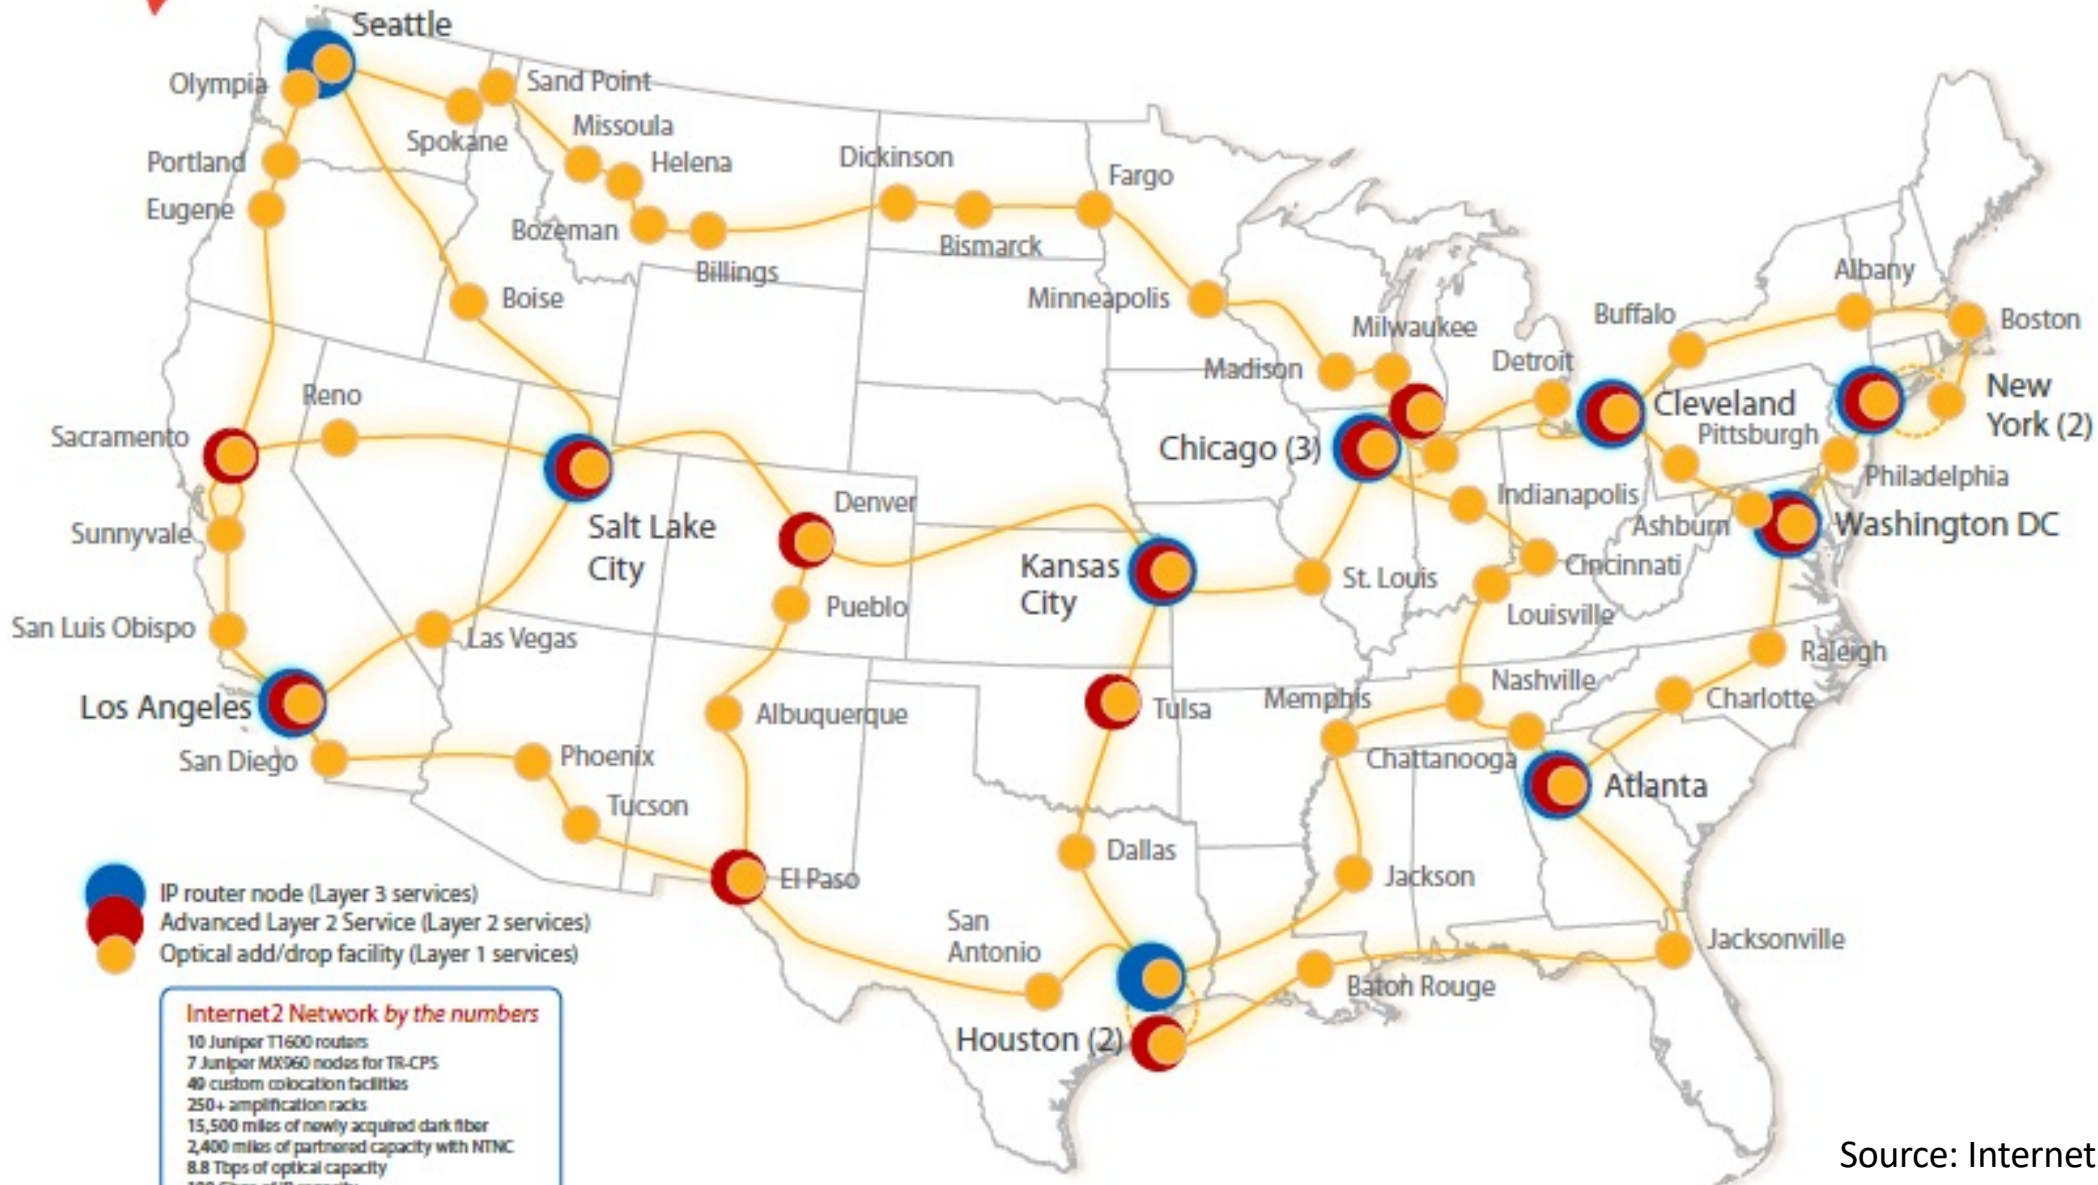 Seattle
Olympia
Sand Point
Spokane
Missoula
Portland
Helena
Dickinson
Fargo
Eugene
Bozeman
Bismarck
Billings
Boise
Minneapolis
Milwaukee
Albany
Buffalo
Boston
Madison
Detroit
New
York (2)
Reno
Cleveland
Sacramento
Chicago (3)
Pittsburgh
Philadelphia
Denver
Indianapolis
Salt Lake
City
Ashburn
Washington DC
Sunnyvale
Kansas
City
St. Louis
Cincinnati
Pueblo
Louisville
San Luis Obispo
Las Vegas
Raleigh
Los Angeles
Albuquerque
Tulsa
Memphis
Nashville
Charlotte
San Diego
Phoenix
Chattanooga
Atlanta
Tucson
Dallas
El Paso
Jackson
San
Antonio
Jacksonville
Baton Rouge
Houston (2)
IP router node (Layer 3 services)
Advanced Layer 2 Service (Layer 2 services)
Optical add/drop facility (Layer 1 services)
Internet2 Network by the numbers
10 Juniper T1600 routers
7 Juniper MX960 nodes for TR-CPS
49 custom colocation facilities
250+ amplification racks
15,500 miles of newly acquired dark fiber
2,400 miles of partnered capacity with NTNC
8.8 Tbps of optical capacity
Source: Internet